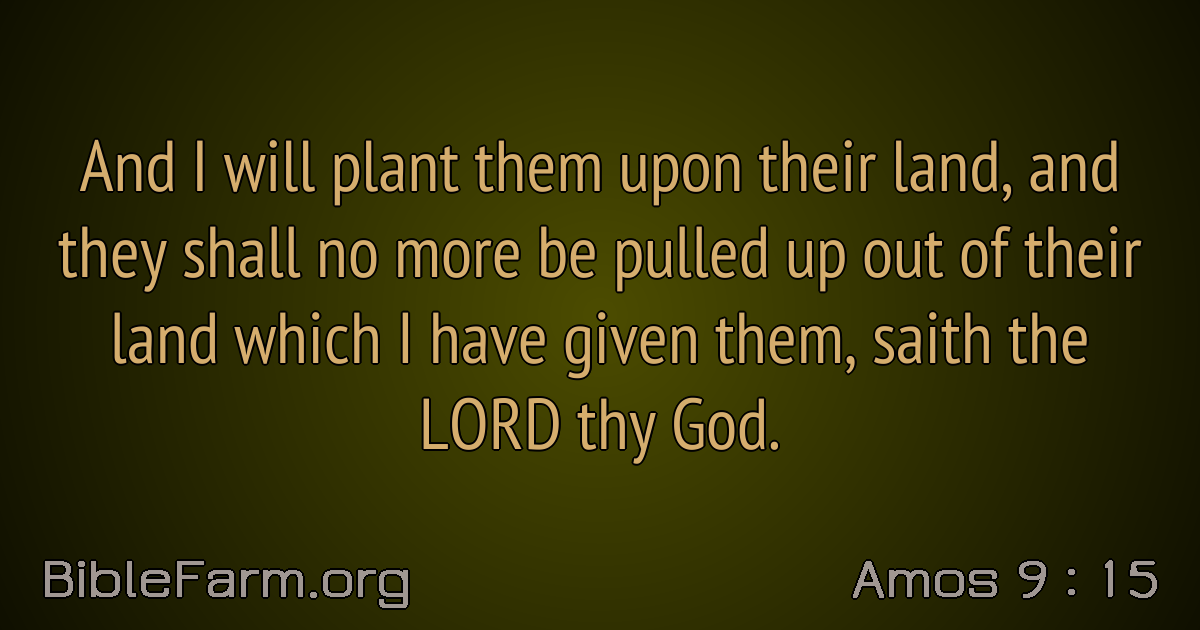 And I will plant them upon their land, and
they shall no more be pulled up out of their
land which I have given them, saith the
LORD thy God.
BibleFarm.org
Amos 9 : 15